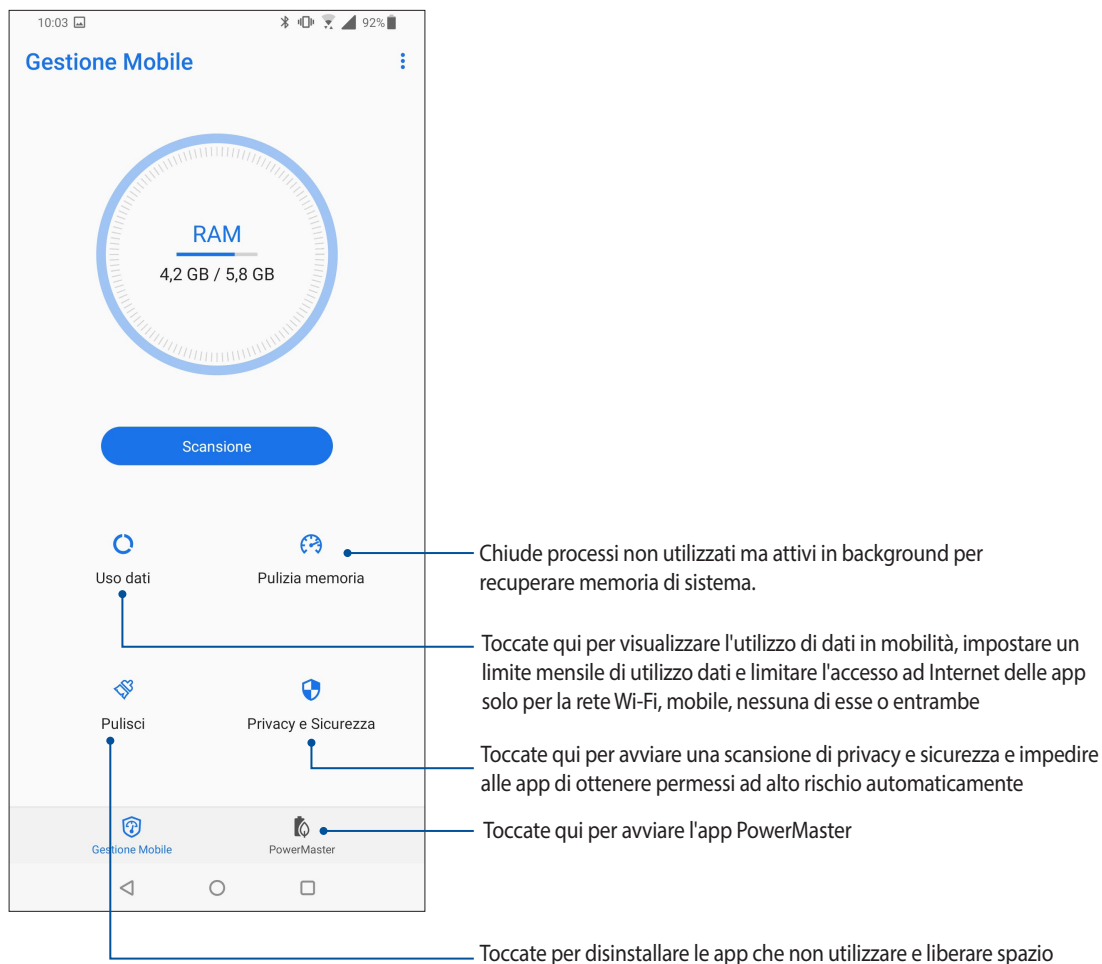 10:03
92%
Gestione Mobile
RAM
4,2 GB / 5,8 GB
Scansione
Uso dati
Pulizia memoria
Chiude processi non utilizzati ma attivi in background per
recuperare memoria di sistema.
Toccate qui per visualizzare l'utilizzo di dati in mobilità, impostare un
limite mensile di utilizzo dati e limitare l'accesso ad Internet delle app
solo per la rete Wi-Fi, mobile, nessuna di esse o entrambe
Pulisci
Privacy e Sicurezza
Toccate qui per avviare una scansione di privacy e sicurezza e impedire
alle app di ottenere permessi ad alto rischio automaticamente
Gestione Mobile
PowerMaster
Toccate qui per avviare l'app PowerMaster
Toccate per disinstallare le app che non utilizzare e liberare spazio